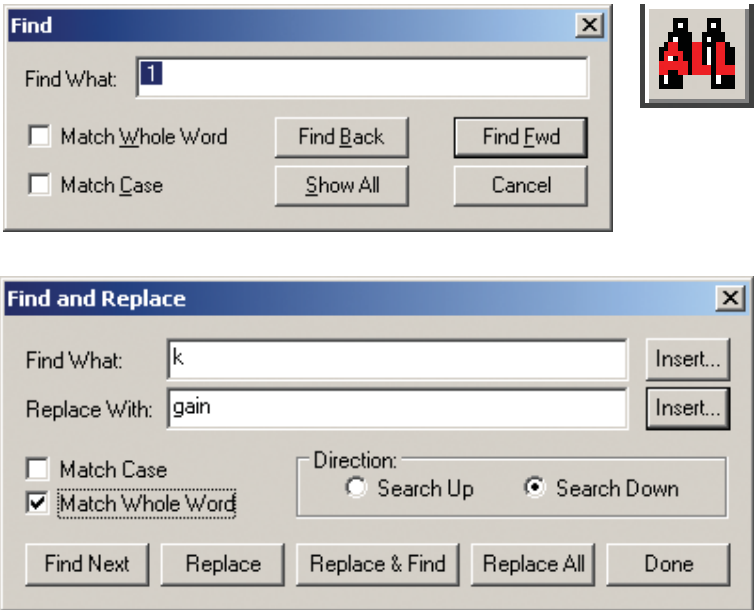 Find
ALL
Find What: 1
Match Whole Word Find Back Find Fwd
Match Case Show All Cancel
Find and Replace
Find What: k Insert...
Replace With: gain Insert...
Direction:
Match Case
Search Up Search Down
Match Whole Word
Find Next Replace Replace & Find Replace All Done